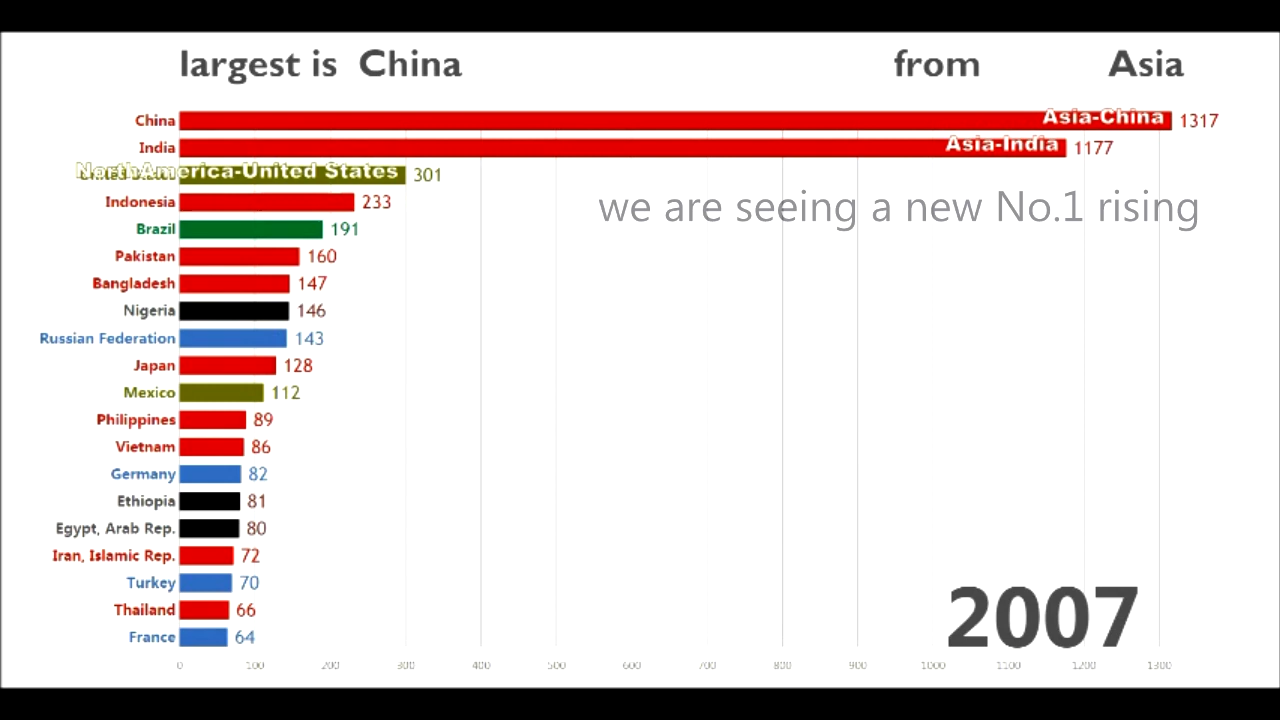 largest is China from Asia
China Asia-China 1317
India Asia-India 1177
NorthAmerica-United States 301
Indonesia 233
we are seeing a new No.1 rising
Brazil 191
Pakistan 160
Bangladesh 147
Nigeria 146
Russian Federation 143
Japan 128
Mexico 112
Philippines 89
Vietnam 86
Germany 82
Ethiopia 81
Egypt, Arab Rep. 80
Iran, Islamic Rep. 72
Turkey 70
Thailand 66
France 64
2007
0 100 200 300 400 500 600 700 800 900 1000 1100 1200 1300